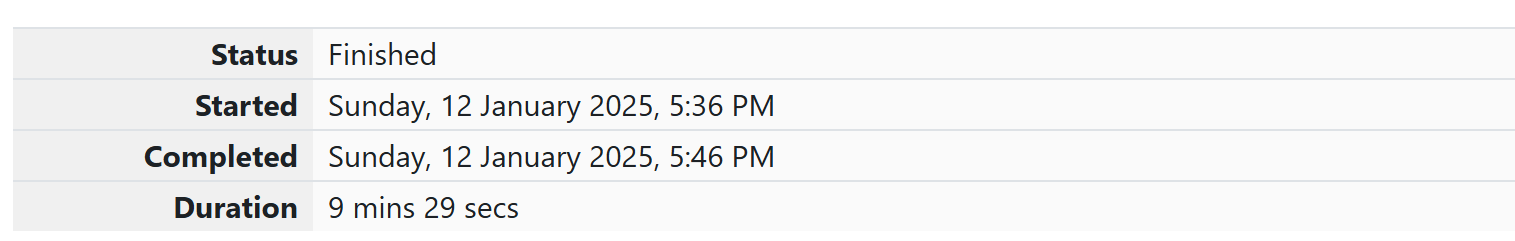 Status Finished
Started Sunday, 12 January 2025, 5:36 PM
Completed Sunday, 12 January 2025, 5:46 PM
Duration 9 mins 29 secs